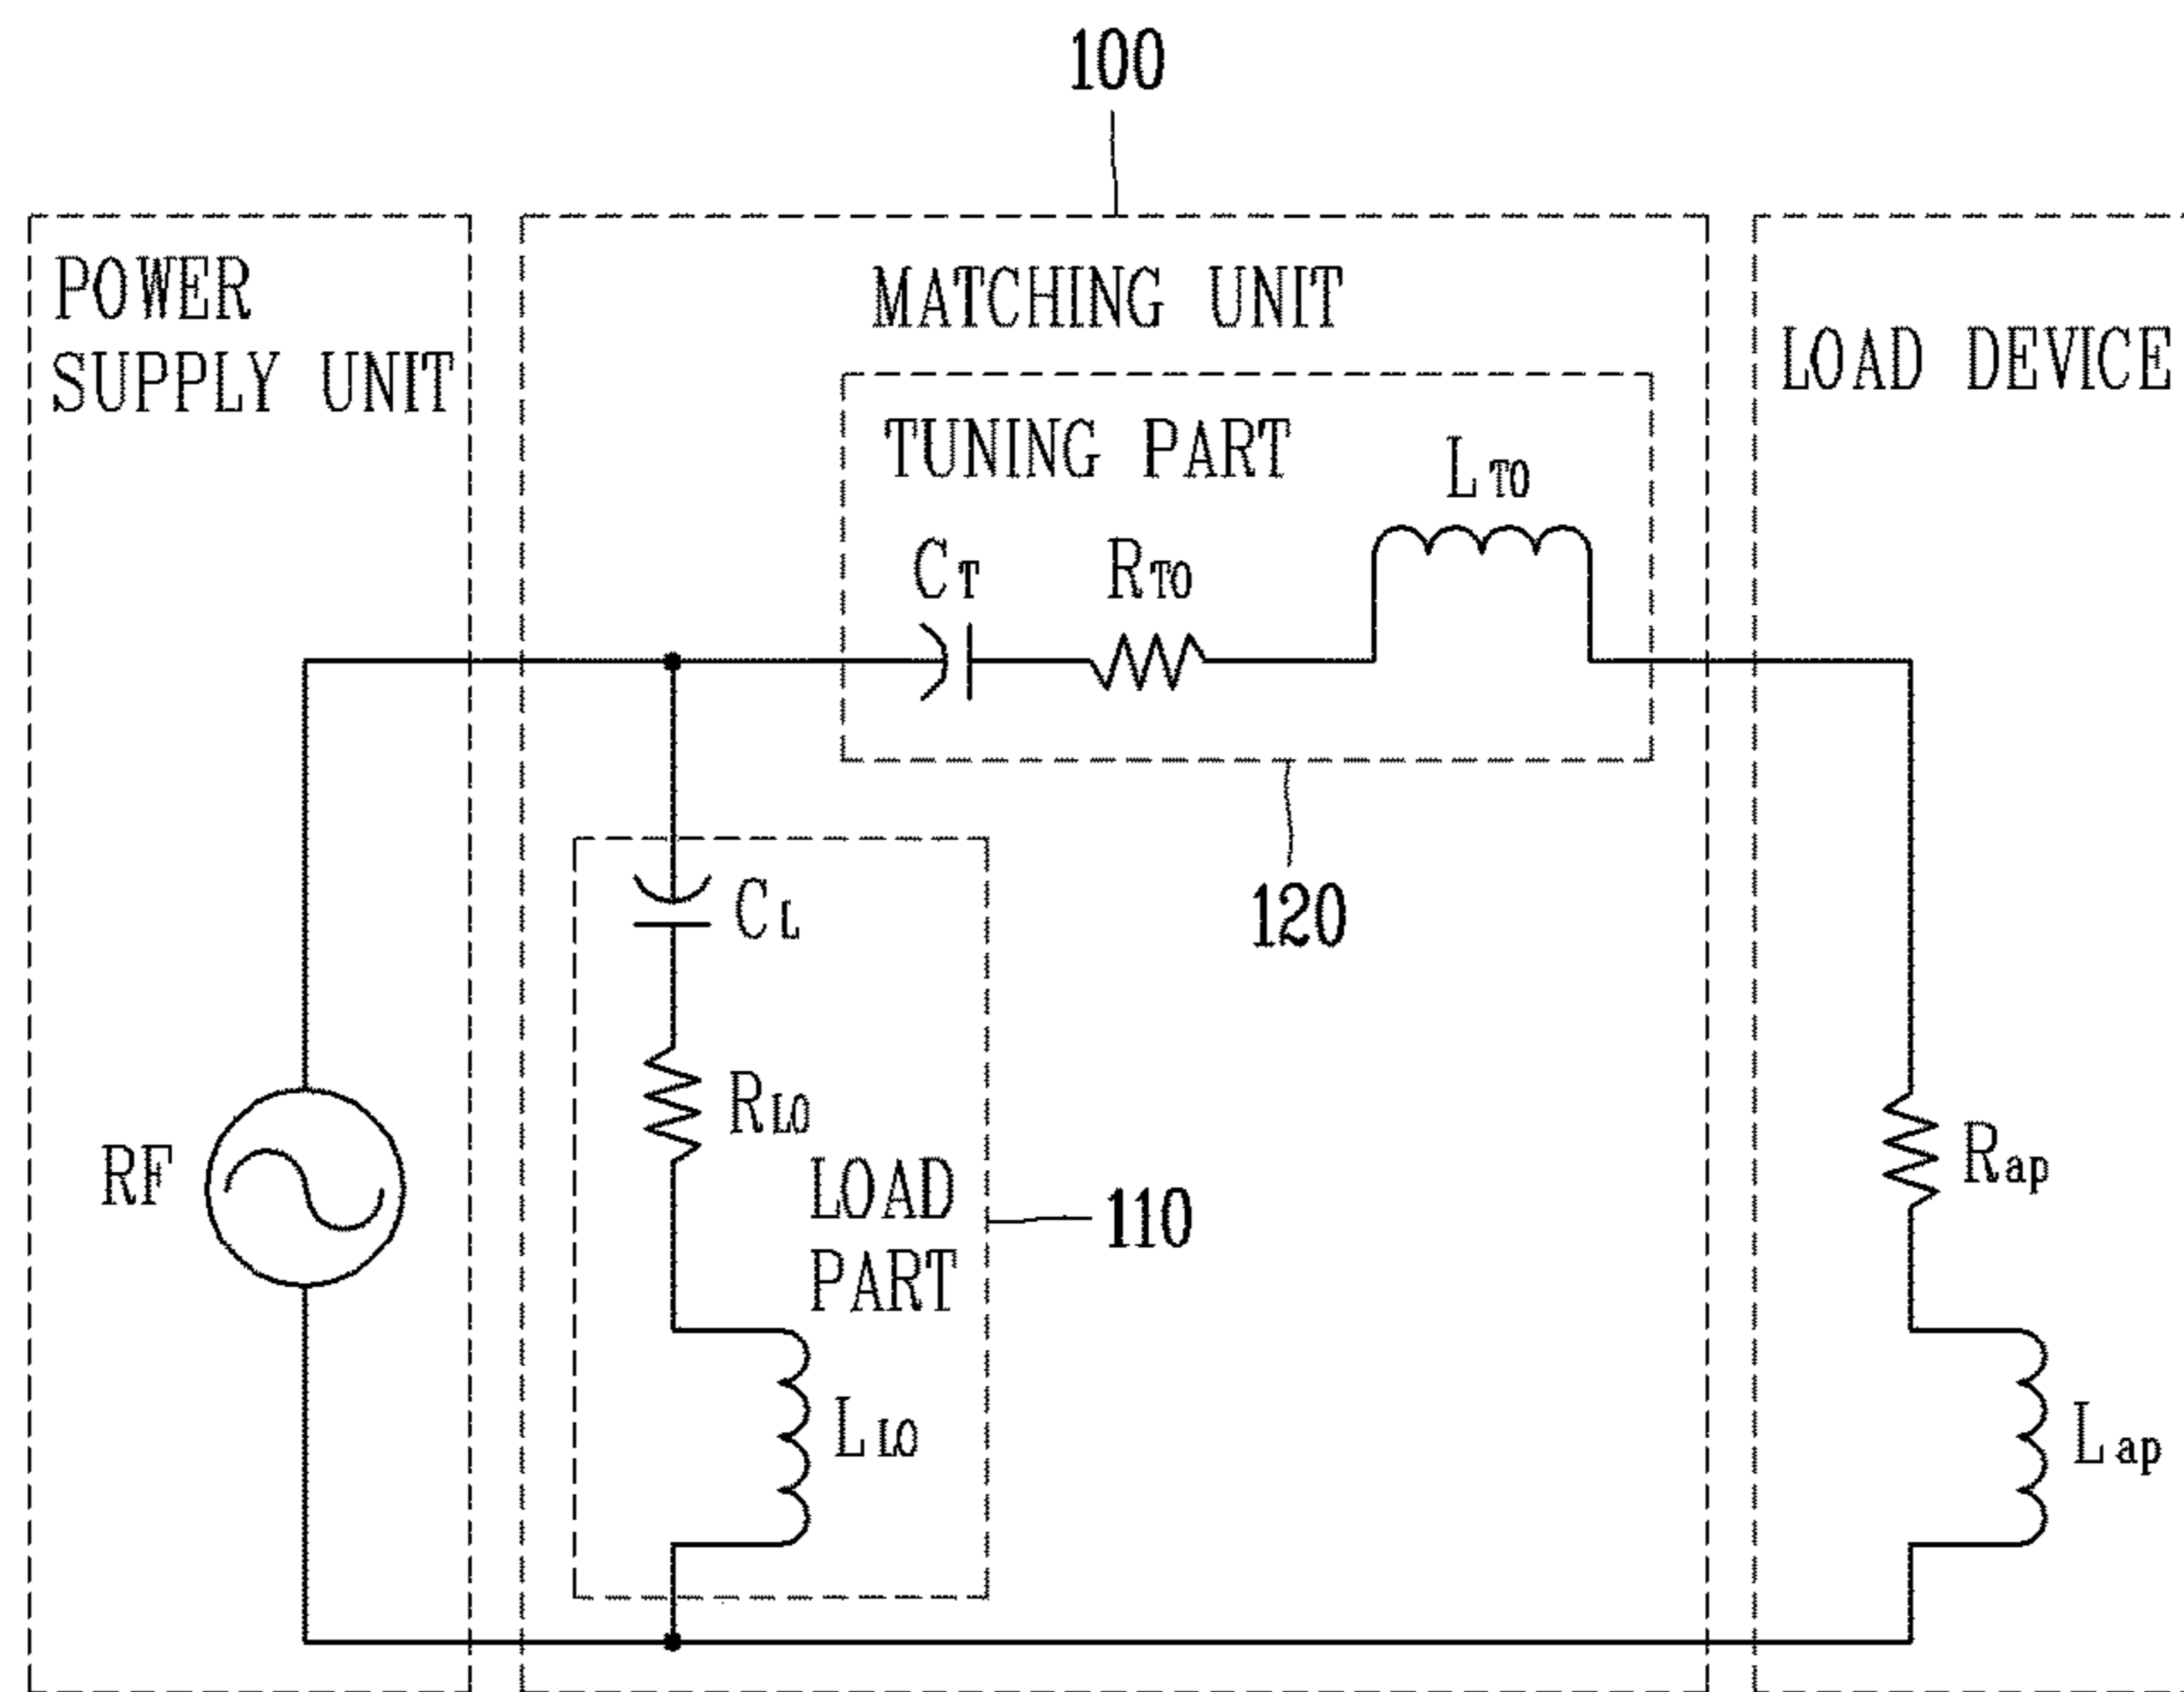 100
POWER
SUPPLY UNIT
MATCHING UNIT
LOAD DEVICE
TUNING PART
LTO
CT
RTO
120
CL
RLO
LOAD
PART
110
LLO
RF
Rap
Lap